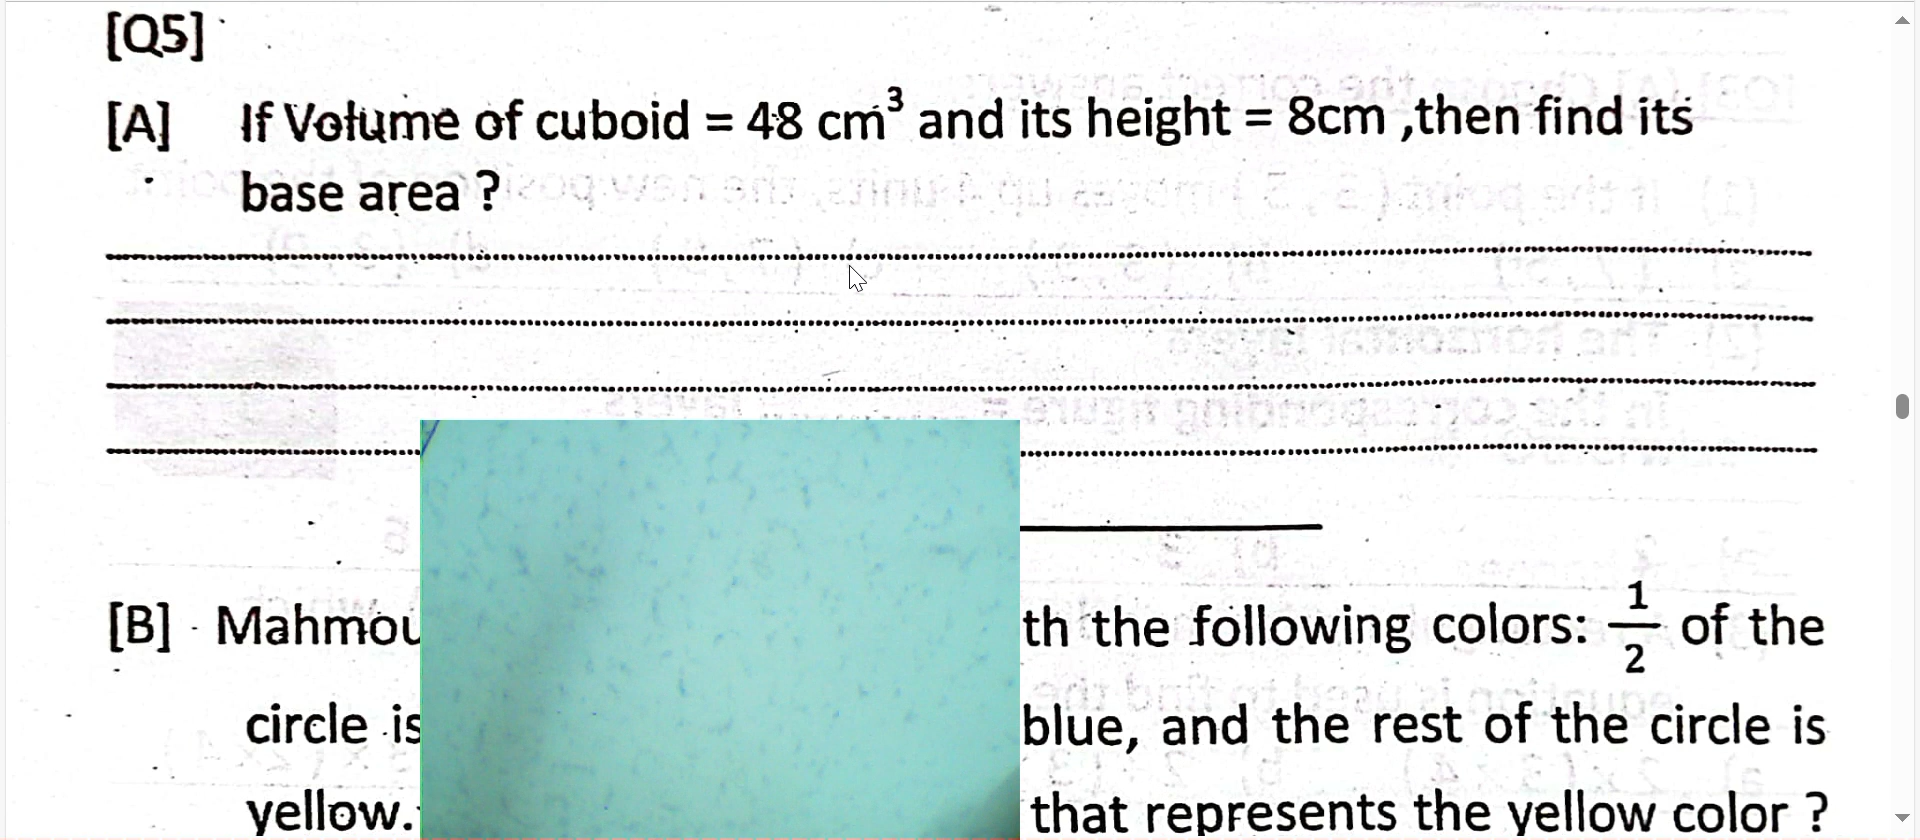 [Q5]
[A] If Volume of cuboid = 48 cm³ and its height = 8cm ,then find its
base area ?
[B] th the following colors: 1/2 of the
circle is blue, and the rest of the circle is
yellow. that represents the yellow color ?